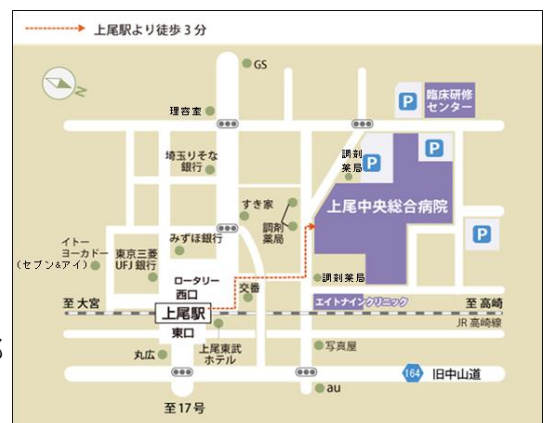 上尾駅より徒歩3分
GS
N
理容室
P
臨床研修
センター
埼玉りそな
銀行
調剤
薬局
P
P
上尾中央総合病院
すき家
調剤
薬局
P
イトー
ヨーカドー
(セブン&アイ)
東京三菱
UFJ銀行
みずほ銀行
ロータリー
西口
交番
調剤薬局
エイトナインクリニック
至大宮
上尾駅
至高崎
JR高崎線
東口
丸広
上尾東武
ホテル
写真屋
164 旧中山道
au
至17号